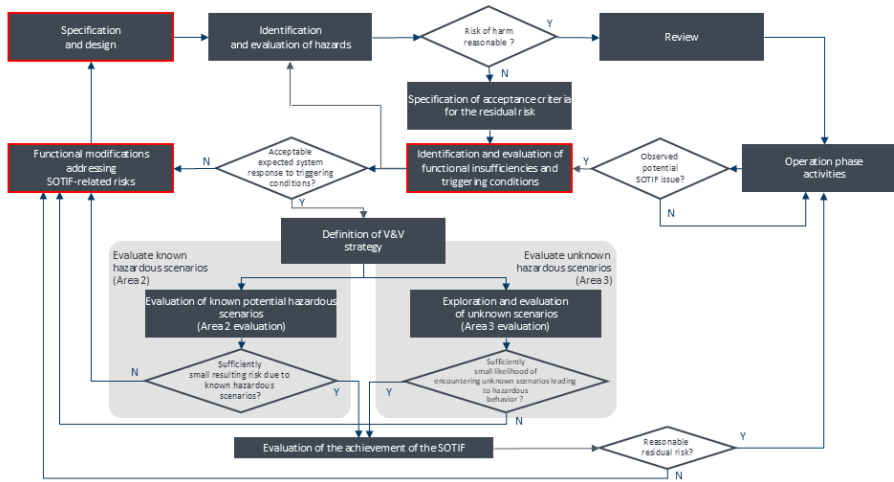 Specification
and design
Identification
and evaluation of hazards
Risk of harm
reasonable ?
Y
Review
N
Specification of acceptance criteria
for the residual risk
Functional modifications
addressing
SOTIF-related risks
N
Acceptable
expected system
response to triggering
conditions?
Identification and evaluation of
functional insufficiencies and
triggering conditions
Y
Observed
potential
SOTIF issue?
Operation phase
activities
N
Y
Definition of V&V
strategy
Evaluate known
hazardous scenarios
(Area 2)
Evaluate unknown
hazardous scenarios
(Area 3)
Evaluation of known potential hazardous
scenarios
(Area 2 evaluation)
Exploration and evaluation
of unknown scenarios
(Area 3 evaluation)
N
Sufficiently
small resulting risk due to
known hazardous
scenarios?
Y
Y
Sufficiently
small likelihood of
encountering unknown scenarios leading
to hazardous
behavior ?
N
Evaluation of the achievement of the SOTIF
Reasonable
residual risk?
Y
N